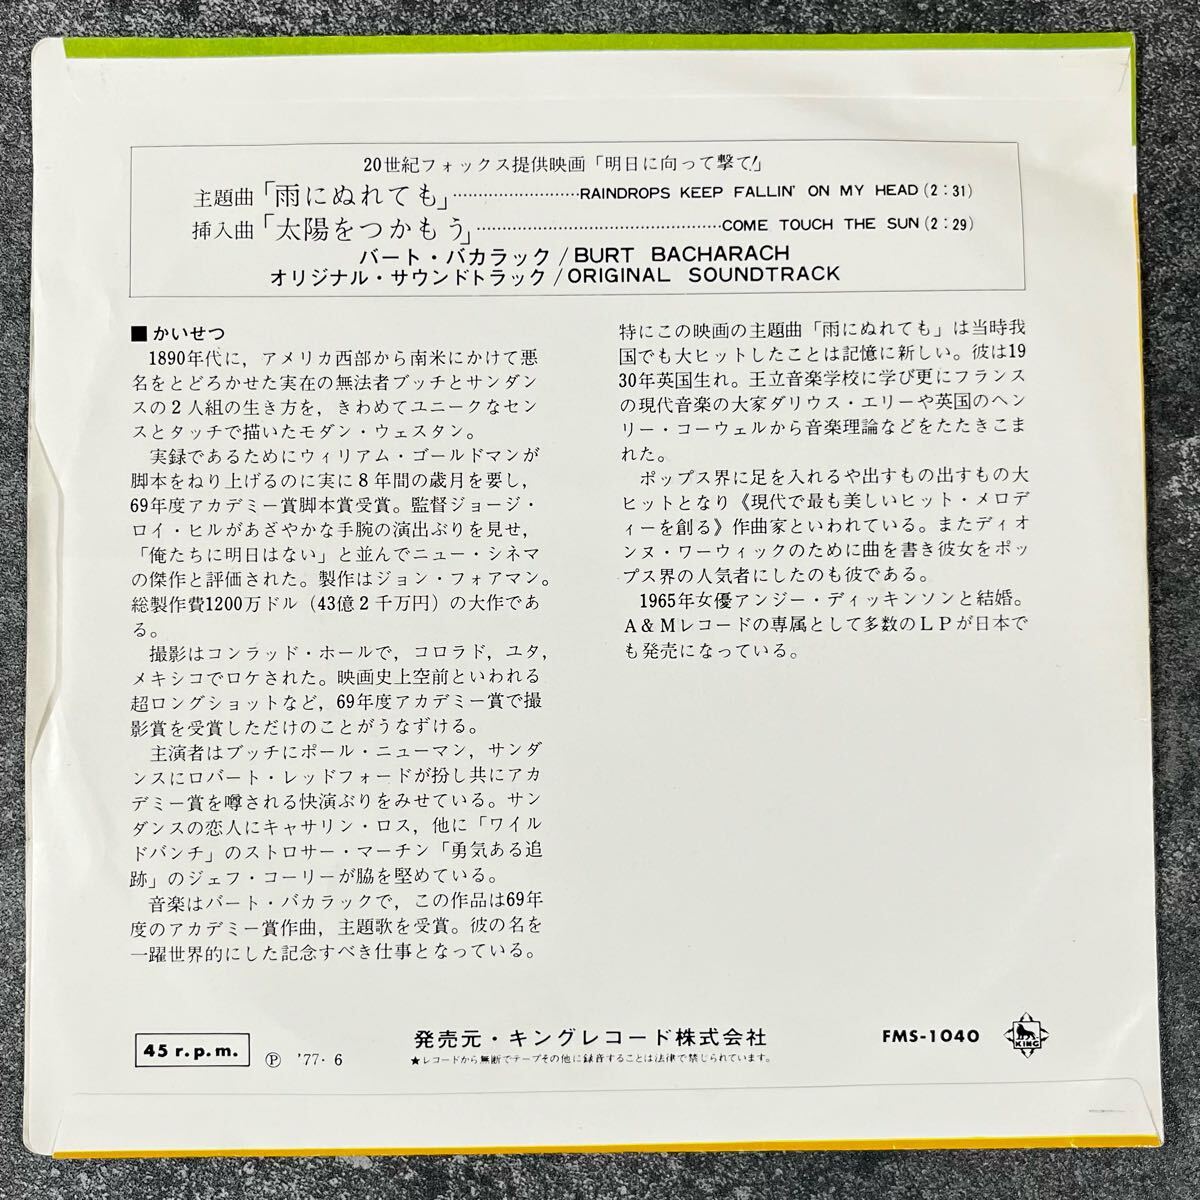 20世紀フォックス提供映画「明日に向って撃て!」
主題曲「雨にぬれても」……………………RAINDROPS KEEP FALLIN' ON MY HEAD(2:31)
挿入曲「太陽をつかもう」…………………………………………COME TOUCH THE SUN(2:29)
バート・バカラック/BURT BACHARACH
オリジナル・サウンドトラック/ORIGINAL SOUNDTRACK
■かいせつ
1890年代に，アメリカ西部から南米にかけて悪
名をとどろかせた実在の無法者ブッチとサンダン
スの2人組の生き方を，きわめてユニークなセン
スとタッチで描いたモダン・ウェスタン。
実録であるためにウィリアム・ゴールドマンが
脚本をねり上げるのに実に8年間の歳月を要し，
69年度アカデミー賞脚本賞受賞。監督ジョージ・
ロイ・ヒルがあざやかな手腕の演出ぶりを見せ，
「俺たちに明日はない」と並んでニュー・シネマ
の傑作と評価された。製作はジョン・フォアマン。
総製作費1200万ドル（43億2千万円）の大作であ
る。
撮影はコンラッド・ホールで，コロラド，ユタ，
メキシコでロケされた。映画史上空前といわれる
超ロングショットなど，69年度アカデミー賞で撮
影賞を受賞しただけのことがうなずける。
主演者はブッチにポール・ニューマン，サンダ
ンスにロバート・レッドフォードが扮し共にアカ
デミー賞を噂される快演ぶりをみせている。サン
ダンスの恋人にキャサリン・ロス，他に「ワイル
ドバンチ」のストロサー・マーチン「勇気ある追
跡」のジェフ・コーリーが脇を堅めている。
音楽はバート・バカラックで，この作品は69年
度のアカデミー賞作曲，主題歌を受賞。彼の名を
一躍世界的にした記念すべき仕事となっている。
特にこの映画の主題曲「雨にぬれても」は当時我
国でも大ヒットしたことは記憶に新しい。彼は19
30年英国生れ。王立音楽学校に学び更にフランス
の現代音楽の大家ダリウス・エリーや英国のヘン
リー・コーウェルから音楽理論などをたたきこま
れた。
ポップス界に足を入れるや出すもの出すもの大
ヒットとなり《現代で最も美しいヒット・メロデ
ィーを創る》作曲家といわれている。またディオ
ンヌ・ワーウィックのために曲を書き彼女をポッ
プス界の人気者にしたのも彼である。
1965年女優アンジー・ディッキンソンと結婚。
A&MレコードのLの専属として多数のLPが日本で
も発売になっている。
45 r.p.m.
Ⓟ '77・6
発売元・キングレコード株式会社
★レコードから無断でテープその他に録音することは法律で禁じられています。
FMS-1040
KING